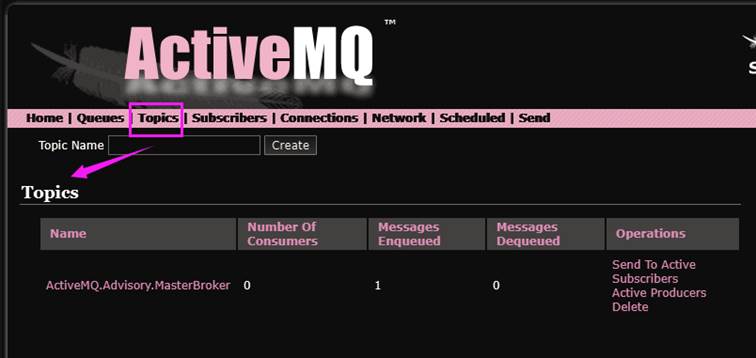 ActiveMQ™
S
Home | Queues | Topics | Subscribers | Connections | Network | Scheduled | Send
Topic Name Create
Topics
Name Number Of Consumers Messages Enqueued Messages Dequeued Operations
ActiveMQ.Advisory.MasterBroker 0 1 0 Send To Active Subscribers
Active Producers
Delete